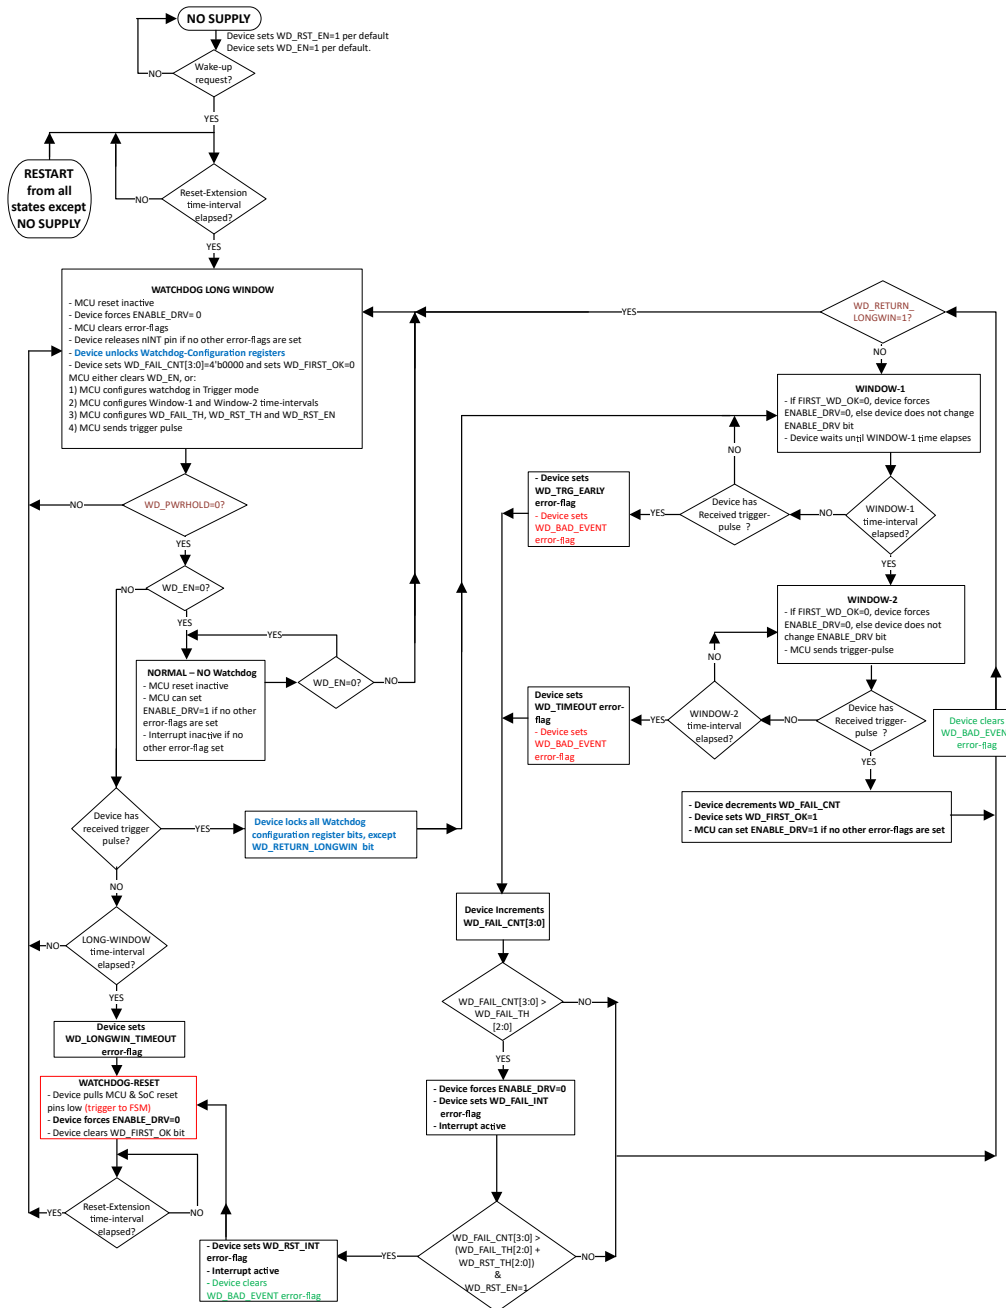 NO SUPPLY
Device sets WD_RST_EN=1 per default
Device sets WD_EN=1 per default.
Wake-up
request?
NO
YES
RESTART
from all
states except
NO SUPPLY
Reset-Extension
time-interval
elapsed?
NO
YES
WATCHDOG LONG WINDOW
- MCU reset inactive
- Device forces ENABLE_DRV= 0
- MCU clears error-flags
- Device releases nINT pin if no other error-flags are set
- Device unlocks Watchdog-Configuration registers
- Device sets WD_FAIL_CNT[3:0]=4'b0000 and sets WD_FIRST_OK=0
MCU either clears WD_EN, or:
1) MCU configures watchdog in Trigger mode
2) MCU configures Window-1 and Window-2 time-intervals
3) MCU configures WD_FAIL_TH, WD_RST_TH and WD_RST_EN
4) MCU sends trigger pulse
WD_PWRHOLD=0?
NO
YES
WD_EN=0?
NO
YES
YES
NORMAL – NO Watchdog
- MCU reset inactive
- MCU can set
ENABLE_DRV=1 if no other
error-flags are set
- Interrupt inactive if no
other error-flag set
WD_EN=0?
NO
Device has
received trigger
pulse?
YES
NO
Device locks all Watchdog
configuration register bits, except
WD_RETURN_LONGWIN bit
LONG-WINDOW
time-interval
elapsed?
NO
YES
Device sets
WD_LONGWIN_TIMEOUT
error-flag
WATCHDOG-RESET
- Device pulls MCU & SoC reset
pins low (trigger to FSM)
- Device forces ENABLE_DRV=0
- Device clears WD_FIRST_OK bit
Reset-Extension
time-interval
elapsed?
YES
NO
WD_RETURN_
LONGWIN=1?
YES
NO
WINDOW-1
- If FIRST_WD_OK=0, device forces
ENABLE_DRV=0, else device does not change
ENABLE_DRV bit
- Device waits until WINDOW-1 time elapses
WINDOW-1
time-interval
elapsed?
NO
YES
Device has
Received trigger-
pulse ?
NO
YES
- Device sets
WD_TRG_EARLY
error-flag
- Device sets
WD_BAD_EVENT
error-flag
WINDOW-2
- If FIRST_WD_OK=0, device forces
ENABLE_DRV=0, else device does not
change ENABLE_DRV bit
- MCU sends trigger-pulse
Device has
Received trigger-
pulse ?
NO
YES
WINDOW-2
time-interval
elapsed?
NO
YES
Device sets
WD_TIMEOUT error-
flag
- Device sets
WD_BAD_EVENT
error-flag
Device clears
WD_BAD_EVENT
error-flag
- Device decrements WD_FAIL_CNT
- Device sets WD_FIRST_OK=1
- MCU can set ENABLE_DRV=1 if no other error-flags are set
Device Increments
WD_FAIL_CNT[3:0]
WD_FAIL_CNT[3:0] >
WD_FAIL_TH
[2:0]
NO
YES
- Device forces ENABLE_DRV=0
- Device sets WD_FAIL_INT
error-flag
- Interrupt active
WD_FAIL_CNT[3:0] >
(WD_FAIL_TH[2:0] +
WD_RST_TH[2:0])
&
WD_RST_EN=1
NO
YES
- Device sets WD_RST_INT
error-flag
- Interrupt active
- Device clears
WD_BAD_EVENT error-flag